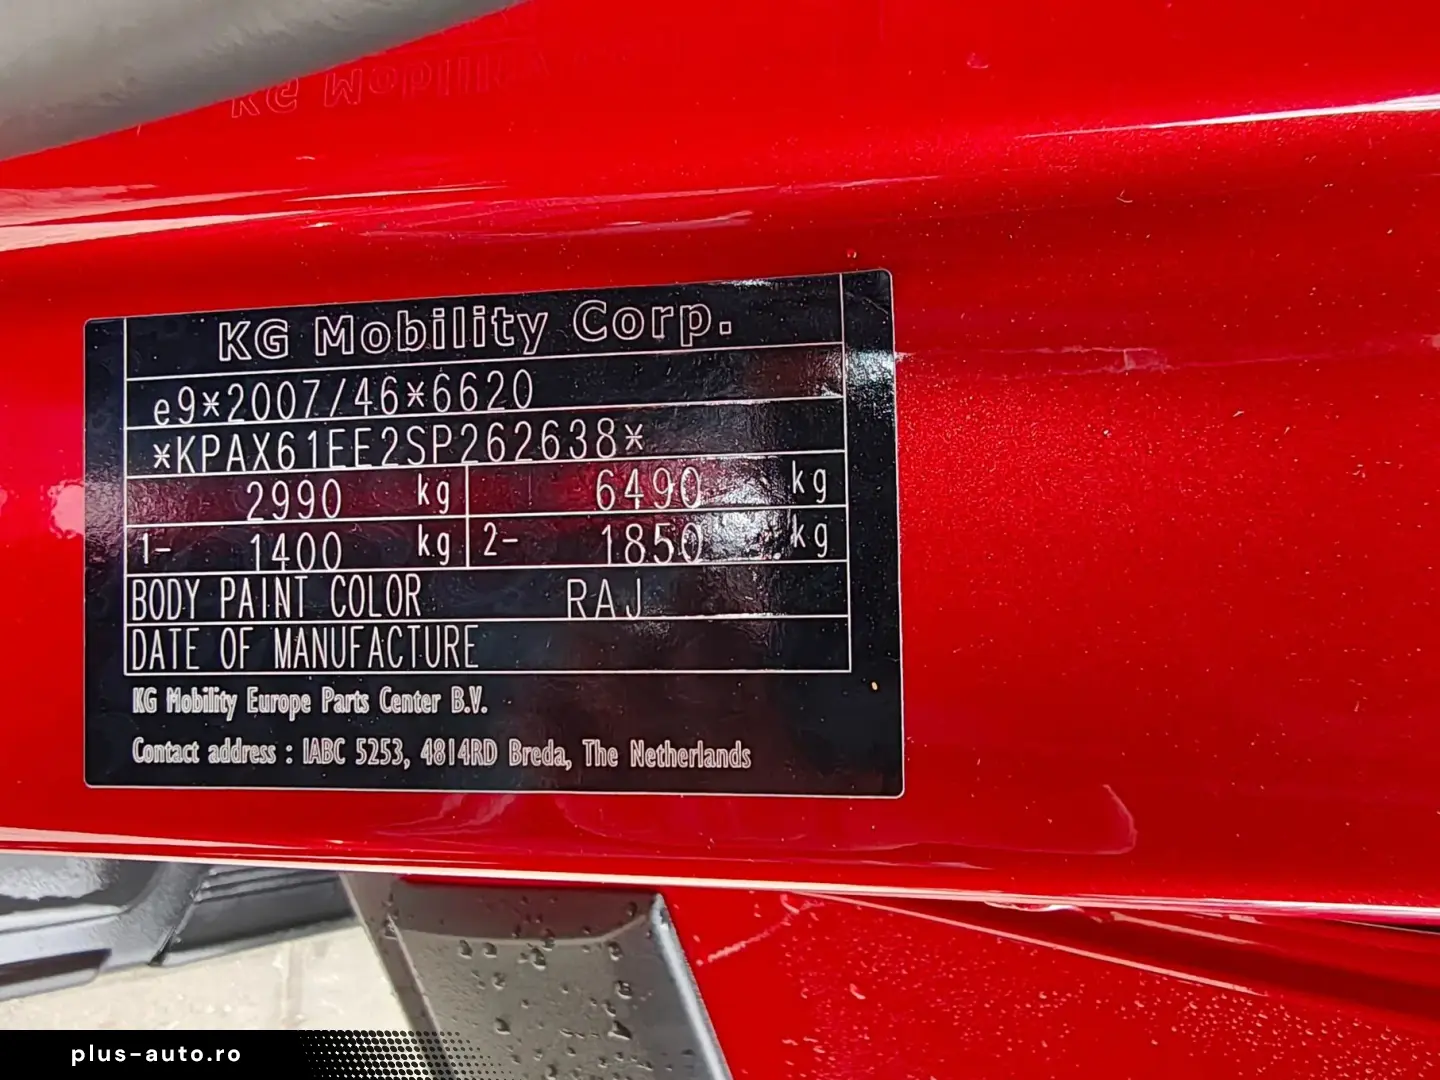 KG Mobility Corp.
e9*2007/46*6620
*KPAX61EE2SP262638*
2990 kg 6490 kg
1- 1400 kg 2- 1850 kg
BODY PAINT COLOR RAJ
DATE OF MANUFACTURE
KG Mobility Europe Parts Center B.V.
Contact address : IABC 5253, 4814RD Breda, The Netherlands
plus-auto.ro